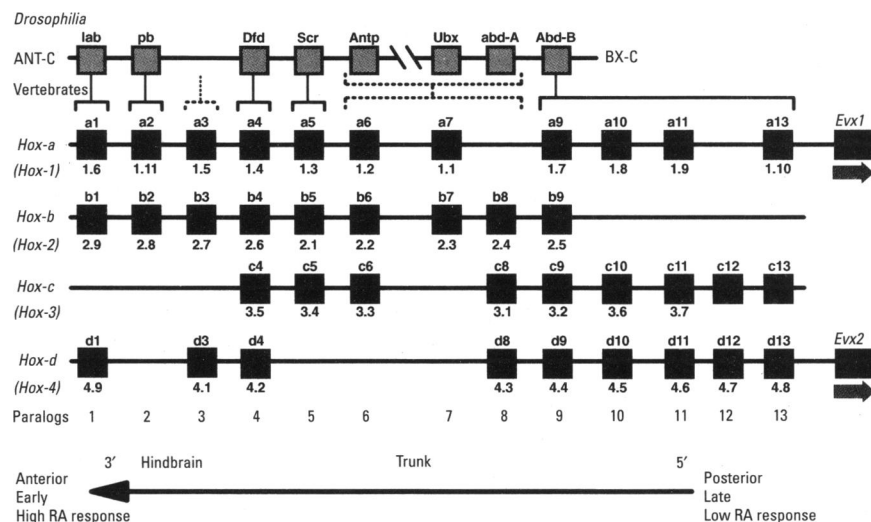 Drosophilia
lab pb Dfd Scr Antp Ubx abd-A Abd-B
ANT-C BX-C
Vertebrates
a1 a2 a3 a4 a5 a6 a7 a9 a10 a11 a13 Evx1
Hox-a
(Hox-1) 1.6 1.11 1.5 1.4 1.3 1.2 1.1 1.7 1.8 1.9 1.10
b1 b2 b3 b4 b5 b6 b7 b8 b9
Hox-b
(Hox-2) 2.9 2.8 2.7 2.6 2.1 2.2 2.3 2.4 2.5
c4 c5 c6 c8 c9 c10 c11 c12 c13
Hox-c
(Hox-3) 3.5 3.4 3.3 3.1 3.2 3.6 3.7
d1 d3 d4 d8 d9 d10 d11 d12 d13 Evx2
Hox-d
(Hox-4) 4.9 4.1 4.2 4.3 4.4 4.5 4.6 4.7 4.8
Paralogs 1 2 3 4 5 6 7 8 9 10 11 12 13
3′ Hindbrain Trunk 5′
Anterior Posterior
Early Late
High RA response Low RA response